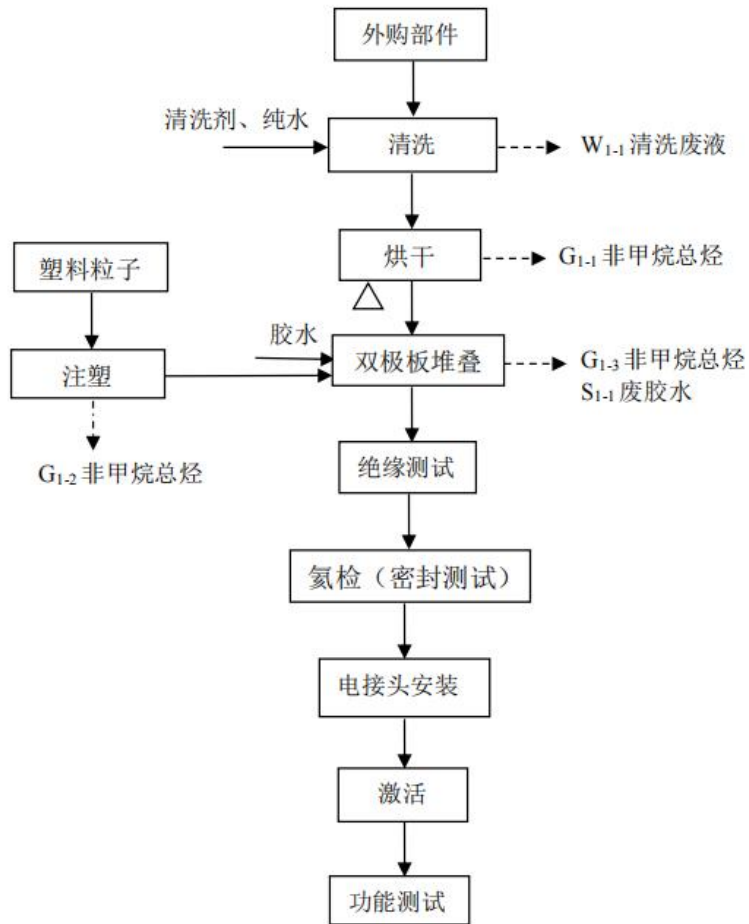 外购部件
清洗剂、纯水
清洗
W1-1 清洗废液
塑料粒子
烘干
G1-1 非甲烷总烃
胶水
注塑
双极板堆叠
G1-3 非甲烷总烃
S1-1 废胶水
G1-2 非甲烷总烃
绝缘测试
氦检（密封测试）
电接头安装
激活
功能测试